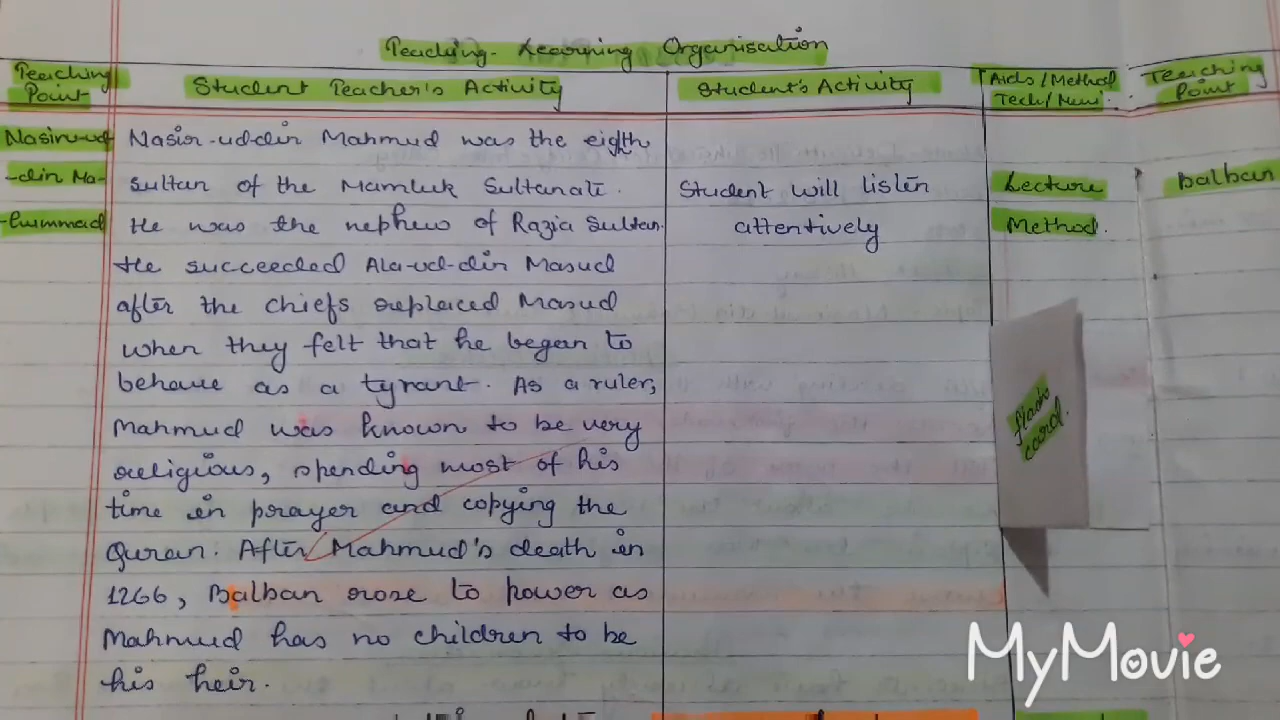 Teaching-Learning Organisation
Teaching Point
Student Teacher's Activity
Student's Activity
Aids/Method
Tech/
Teaching Point
Nasir-ud
-din Ma-
-hummad
Nasir-ud-din Mahmud was the eighth
sultan of the Mamluk Sultanate.
He was the nephew of Razia Sultan.
He succeeded Ala-ud-din Masud
after the chiefs replaced Masud
when they felt that he began to
behave as a tyrant. As a ruler,
Mahmud was known to be very
religious, spending most of his
time in prayer and copying the
Quran. After Mahmud's death in
1266, Balban rose to power as
Mahmud has no children to be
his heir.
Student will listen
attentively
Lecture
Method.
flash
card.
Balban
MyMovie